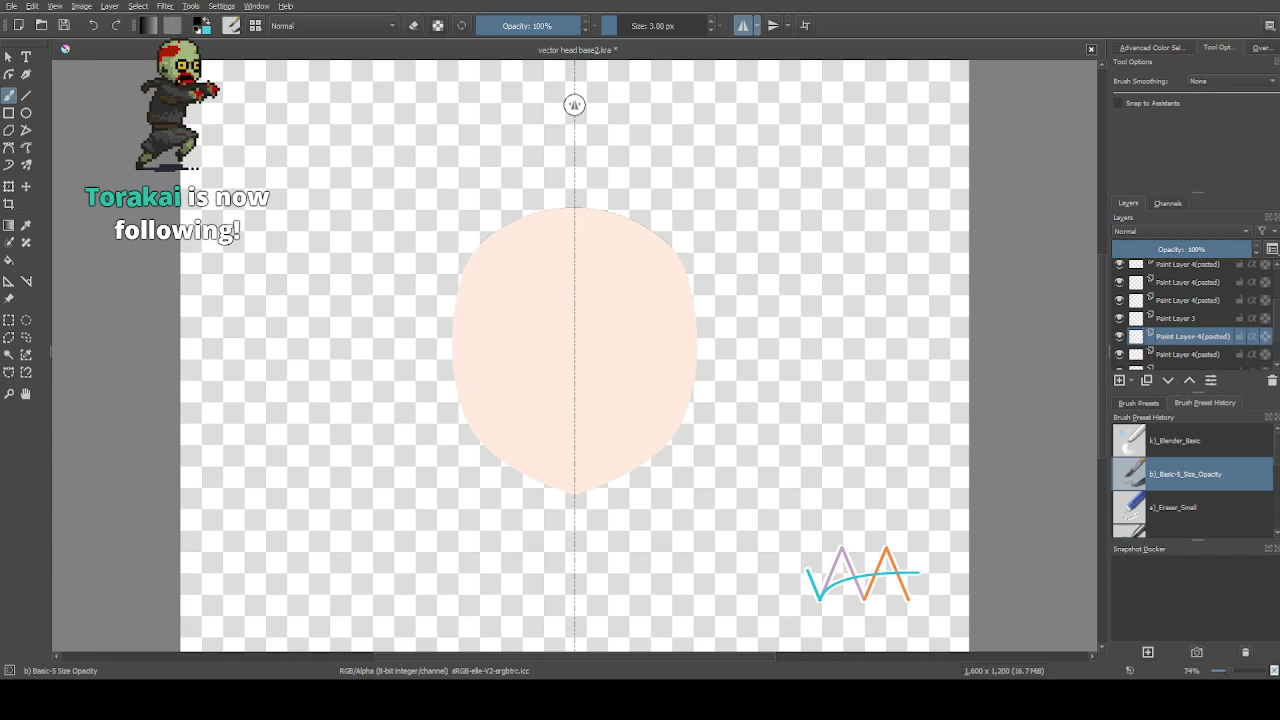 File Edit View Image Layer Select Filter Tools Settings Window Help
Normal
Opacity: 100%
Size: 3.00 px
vector head base2.kra *
Advanced Color Sel...
Tool Opt...
Over...
Tool Options
Brush Smoothing:
None
Snap to Assistants
Torakai is now
following!
Layers
Channels
Layers
Normal
Opacity: 100%
Paint Layer 4(pasted)
Paint Layer 4(pasted)
Paint Layer 4(pasted)
Paint Layer 3
Paint Layer 4(pasted)
Paint Layer 4(pasted)
Brush Presets
Brush Preset History
Brush Preset History
k)_Blender_Basic
b)_Basic-5_Size_Opacity
a)_Eraser_Small
Snapshot Docker
b) Basic-5 Size Opacity
RGB/Alpha (8-bit integer/channel) sRGB-elle-V2-srgbtrc.icc
1,600 x 1,200 (16.7 MiB)
74%